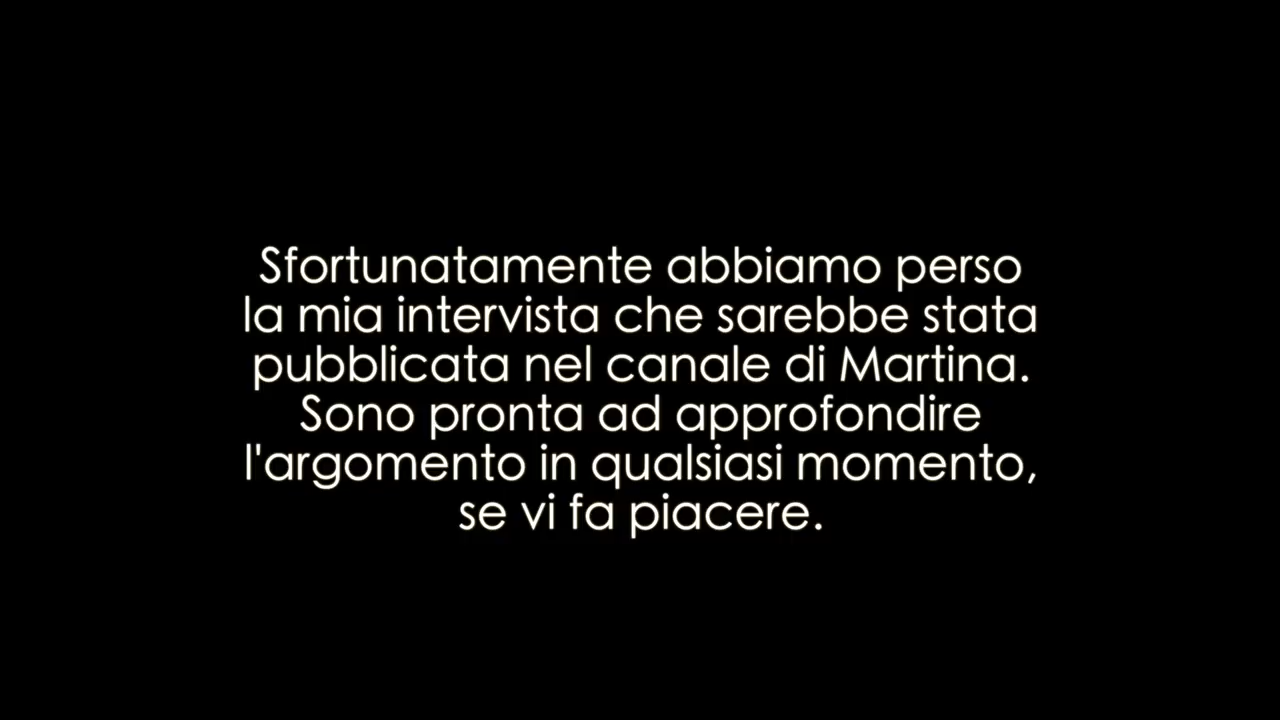 Sfortunatamente abbiamo perso
la mia intervista che sarebbe stata
pubblicata nel canale di Martina.
Sono pronta ad approfondire
l'argomento in qualsiasi momento,
se vi fa piacere.